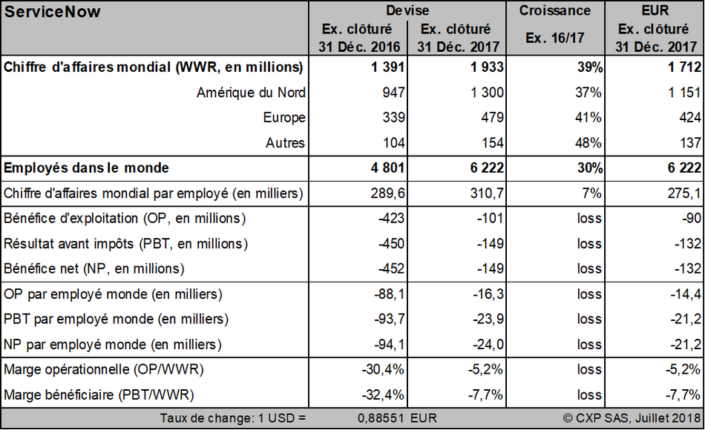 ServiceNow Devise Croissance EUR
Ex. clôturé Ex. clôturé Ex. 16/17 Ex. clôturé
31 Déc. 2016 31 Déc. 2017 31 Déc. 2017
Chiffre d'affaires mondial (WWR, en millions) 1 391 1 933 39% 1 712
Amérique du Nord 947 1 300 37% 1 151
Europe 339 479 41% 424
Autres 104 154 48% 137
Employés dans le monde 4 801 6 222 30% 6 222
Chiffre d'affaires mondial par employé (en milliers) 289,6 310,7 7% 275,1
Bénéfice d'exploitation (OP, en millions) -423 -101 loss -90
Résultat avant impôts (PBT, en millions) -450 -149 loss -132
Bénéfice net (NP, en millions) -452 -149 loss -132
OP par employé monde (en milliers) -88,1 -16,3 loss -14,4
PBT par employé monde (en milliers) -93,7 -23,9 loss -21,2
NP par employé monde (en milliers) -94,1 -24,0 loss -21,2
Marge opérationnelle (OP/WWR) -30,4% -5,2% loss -5,2%
Marge bénéficiaire (PBT/WWR) -32,4% -7,7% loss -7,7%
Taux de change: 1 USD = 0,88551 EUR © CXP SAS, Juillet 2018